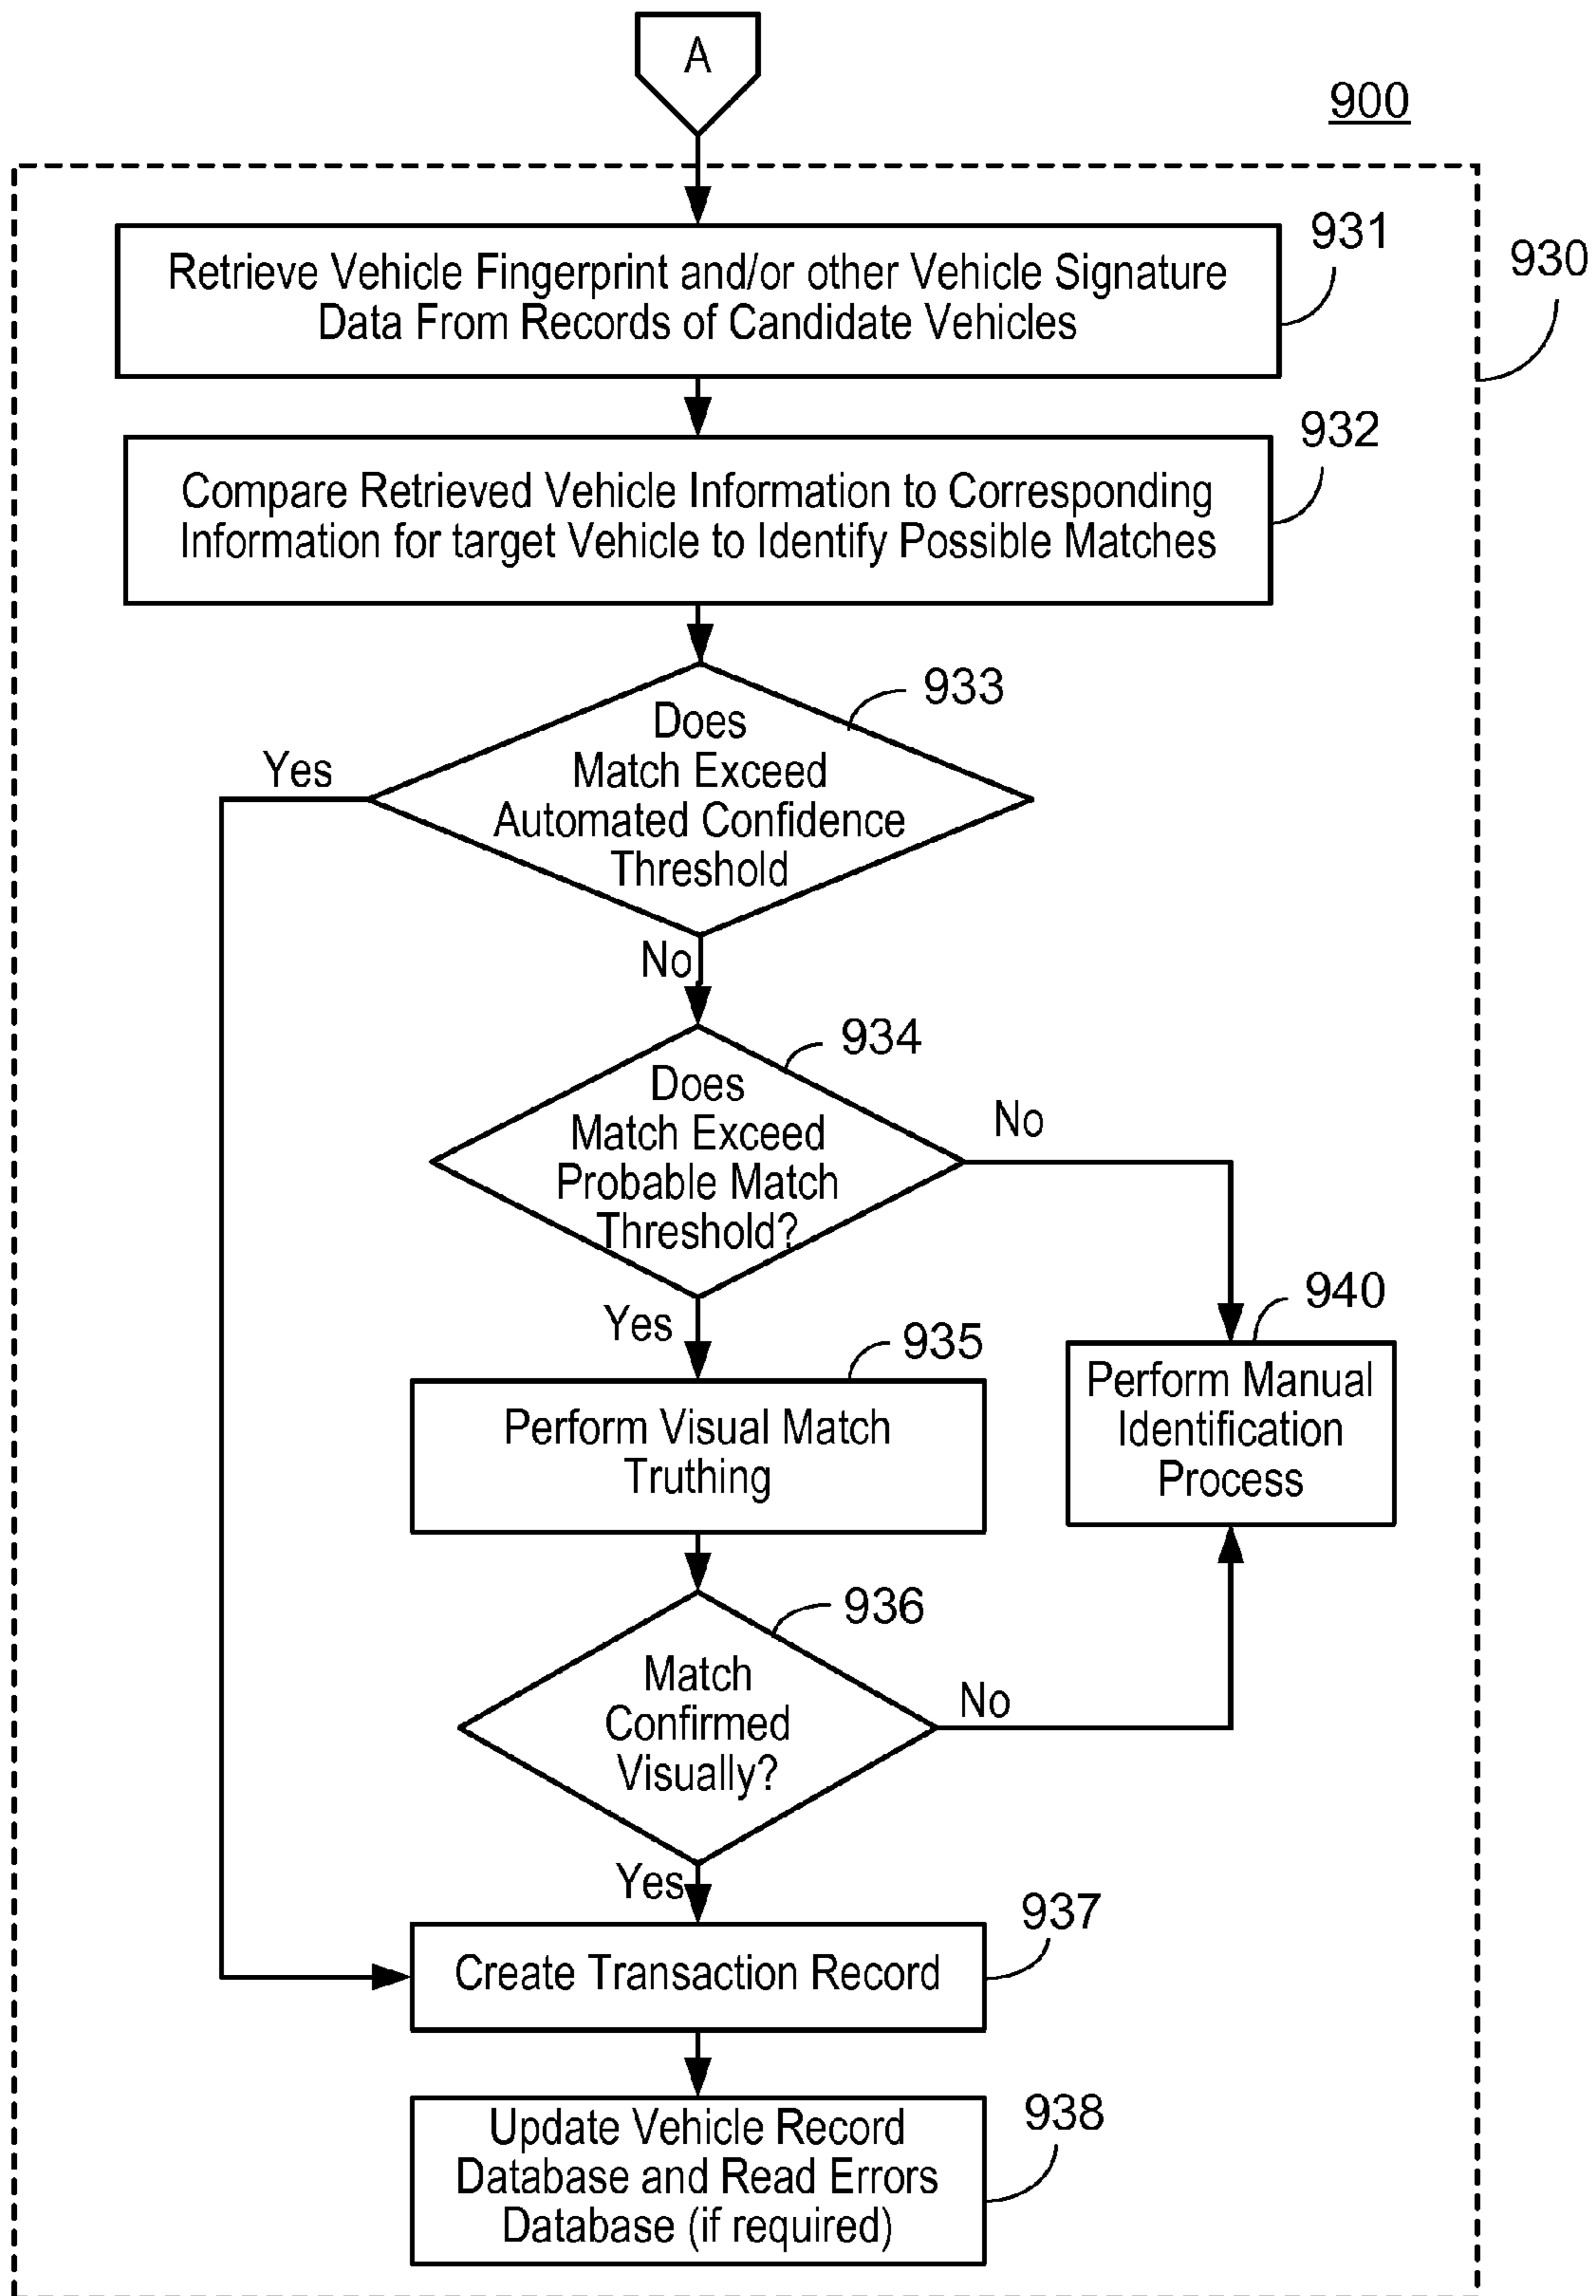 A
900
931
930
Retrieve Vehicle Fingerprint and/or other Vehicle Signature
Data From Records of Candidate Vehicles
932
Compare Retrieved Vehicle Information to Corresponding
Information for target Vehicle to Identify Possible Matches
933
Does
Match Exceed
Automated Confidence
Threshold
Yes
No
934
Does
Match Exceed
Probable Match
Threshold?
No
Yes
940
Perform Manual
Identification
Process
935
Perform Visual Match
Truthing
936
Match
Confirmed
Visually?
No
Yes
937
Create Transaction Record
938
Update Vehicle Record
Database and Read Errors
Database (if required)